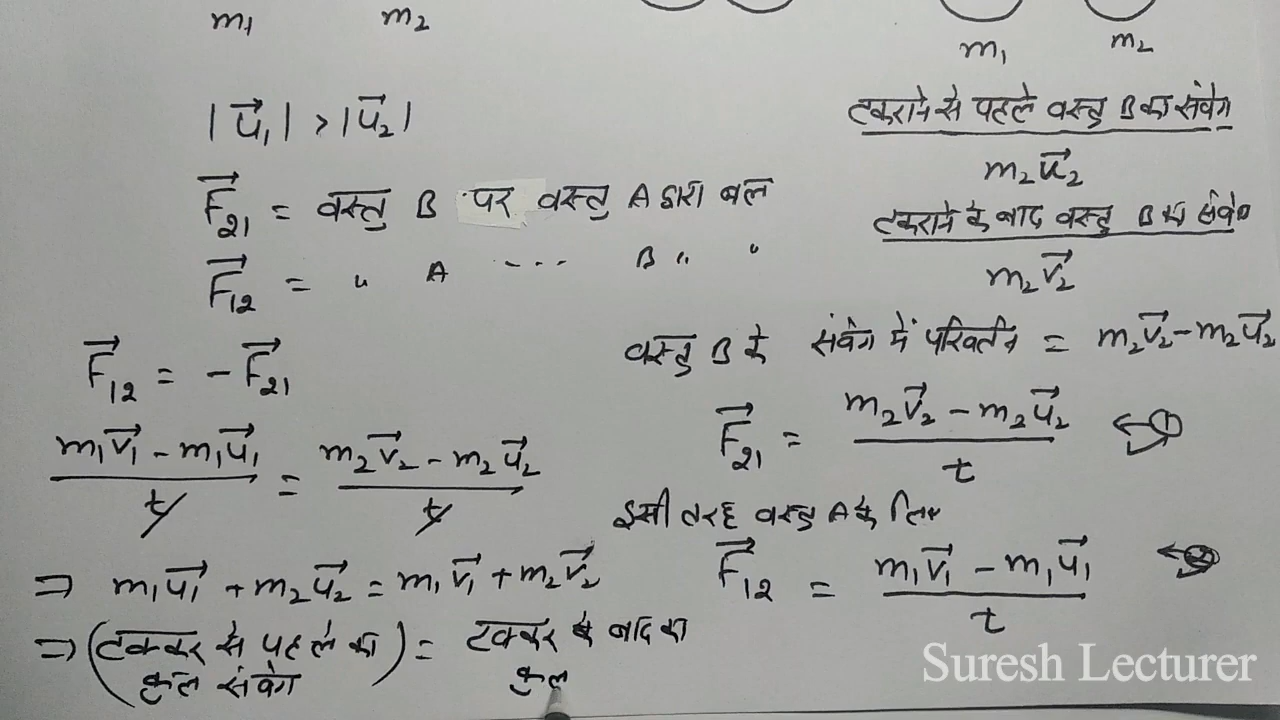 m₁ m₂
|u⃗₁| > |u⃗₂|
F⃗₂₁ = वस्तु B पर वस्तु A द्वारा बल
F⃗₁₂ = " A --- B " "
F⃗₁₂ = -F⃗₂₁
(m₁v⃗₁ - m₁u⃗₁)/t = (m₂v⃗₂ - m₂u⃗₂)/t
⇒ m₁u⃗₁ + m₂u⃗₂ = m₁v⃗₁ + m₂v⃗₂
⇒ (टक्कर से पहले का) = टक्कर के बाद का
कुल संवेग कुल
m₁ m₂
टकराने से पहले वस्तु B का संवेग
m₂u⃗₂
टकराने के बाद वस्तु B का संवेग
m₂v⃗₂
वस्तु B के संवेग में परिवर्तन = m₂v⃗₂ - m₂u⃗₂
F⃗₂₁ = (m₂v⃗₂ - m₂u⃗₂)/t ← ①
इसी तरह वस्तु A के लिए
F⃗₁₂ = (m₁v⃗₁ - m₁u⃗₁)/t ←
Suresh Lecturer